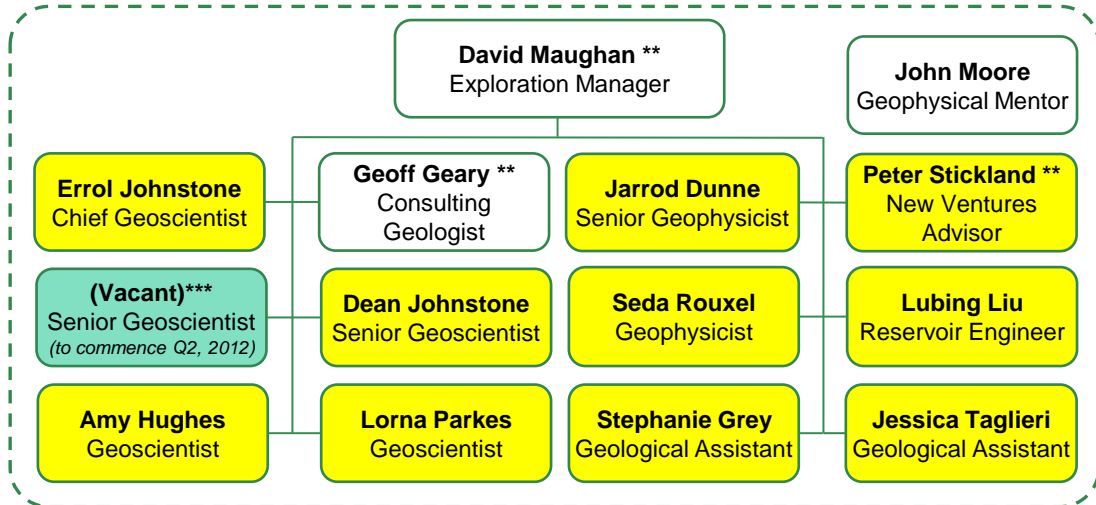 David Maughan **
Exploration Manager
John Moore
Geophysical Mentor
Errol Johnstone
Chief Geoscientist
Geoff Geary **
Consulting
Geologist
Jarrod Dunne
Senior Geophysicist
Peter Stickland **
New Ventures
Advisor
(Vacant)***
Senior Geoscientist
(to commence Q2, 2012)
Dean Johnstone
Senior Geoscientist
Seda Rouxel
Geophysicist
Lubing Liu
Reservoir Engineer
Amy Hughes
Geoscientist
Lorna Parkes
Geoscientist
Stephanie Grey
Geological Assistant
Jessica Taglieri
Geological Assistant